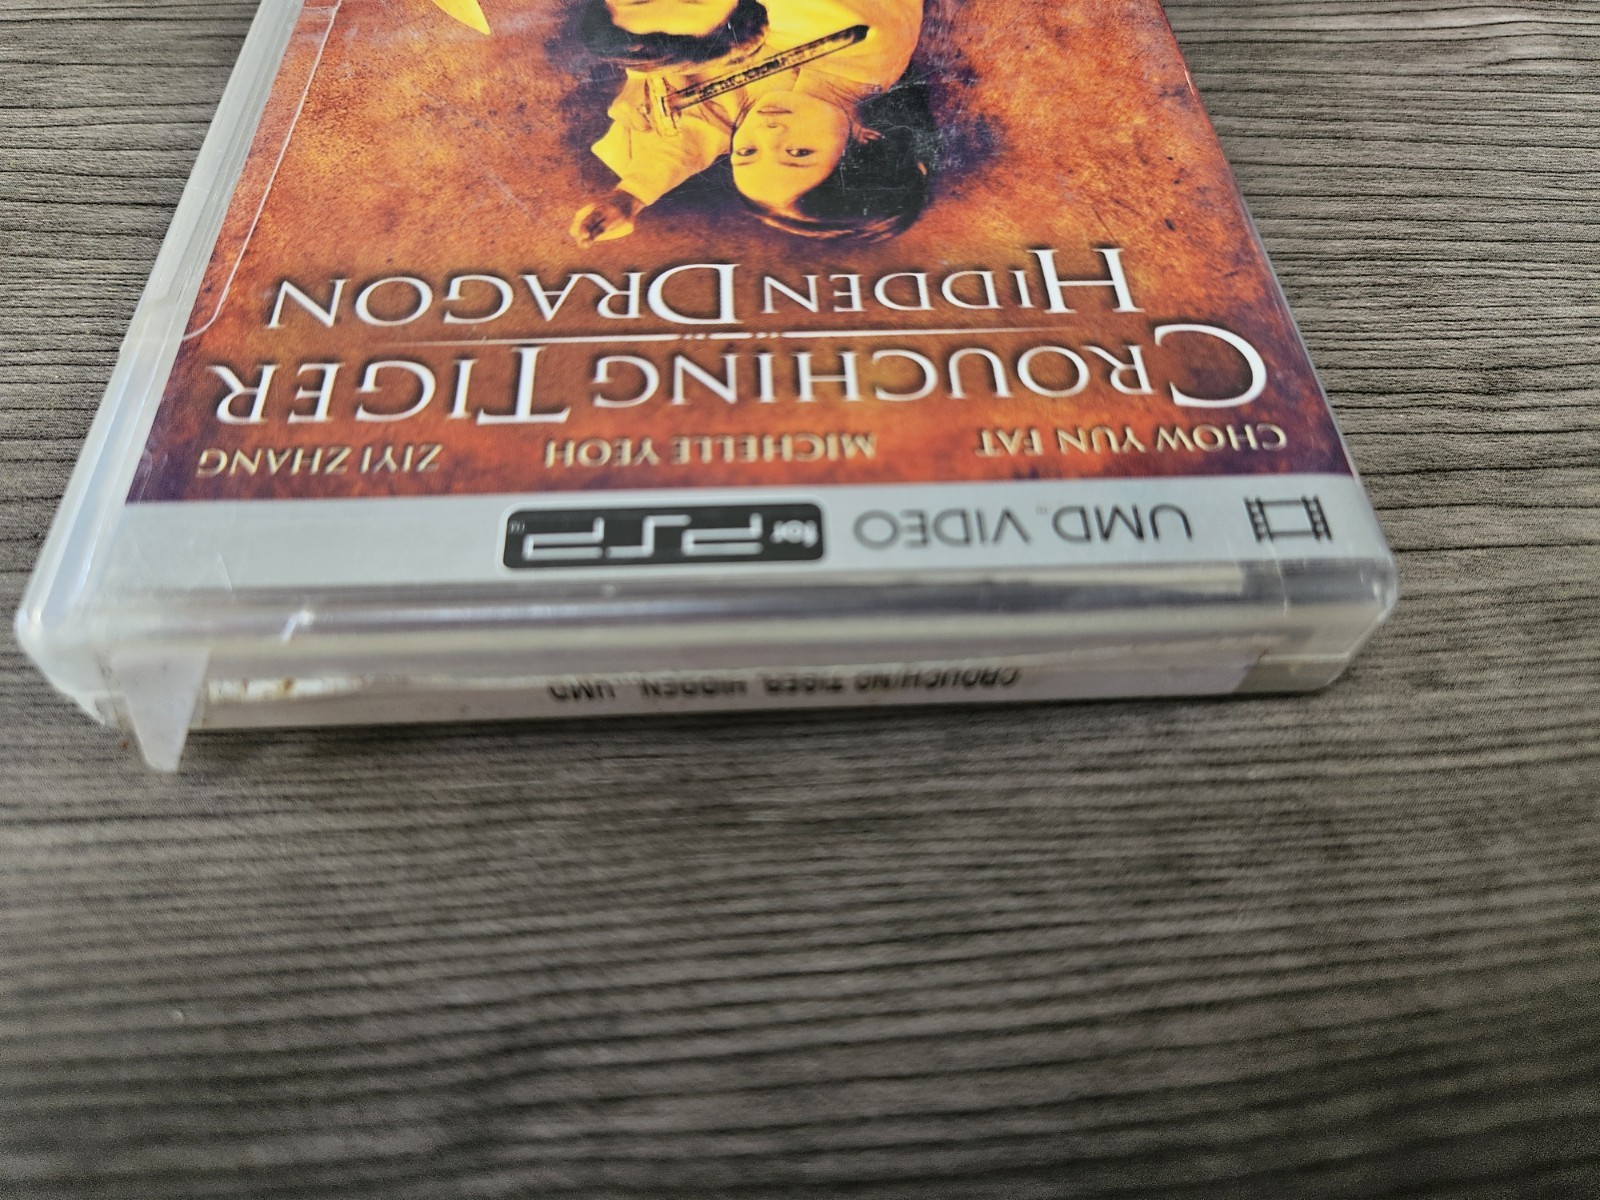 CROUCHING TIGER, HIDDEN.. UMD
UMD VIDEO for PSP
CHOW YUN FAT MICHELLE YEOH ZIYI ZHANG
CROUCHING TIGER
HIDDEN DRAGON